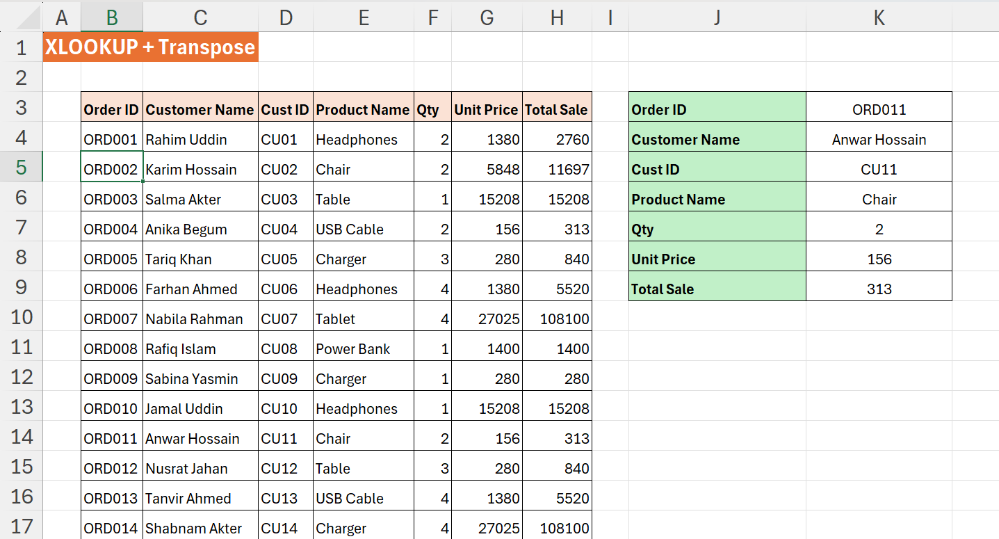 A B C D E F G H I J K
1 XLOOKUP + Transpose
2
3 Order ID Customer Name Cust ID Product Name Qty Unit Price Total Sale Order ID ORD011
4 ORD001 Rahim Uddin CU01 Headphones 2 1380 2760 Customer Name Anwar Hossain
5 ORD002 Karim Hossain CU02 Chair 2 5848 11697 Cust ID CU11
6 ORD003 Salma Akter CU03 Table 1 15208 15208 Product Name Chair
7 ORD004 Anika Begum CU04 USB Cable 2 156 313 Qty 2
8 ORD005 Tariq Khan CU05 Charger 3 280 840 Unit Price 156
9 ORD006 Farhan Ahmed CU06 Headphones 4 1380 5520 Total Sale 313
10 ORD007 Nabila Rahman CU07 Tablet 4 27025 108100
11 ORD008 Rafiq Islam CU08 Power Bank 1 1400 1400
12 ORD009 Sabina Yasmin CU09 Charger 1 280 280
13 ORD010 Jamal Uddin CU10 Headphones 1 15208 15208
14 ORD011 Anwar Hossain CU11 Chair 2 156 313
15 ORD012 Nusrat Jahan CU12 Table 3 280 840
16 ORD013 Tanvir Ahmed CU13 USB Cable 4 1380 5520
17 ORD014 Shabnam Akter CU14 Charger 4 27025 108100